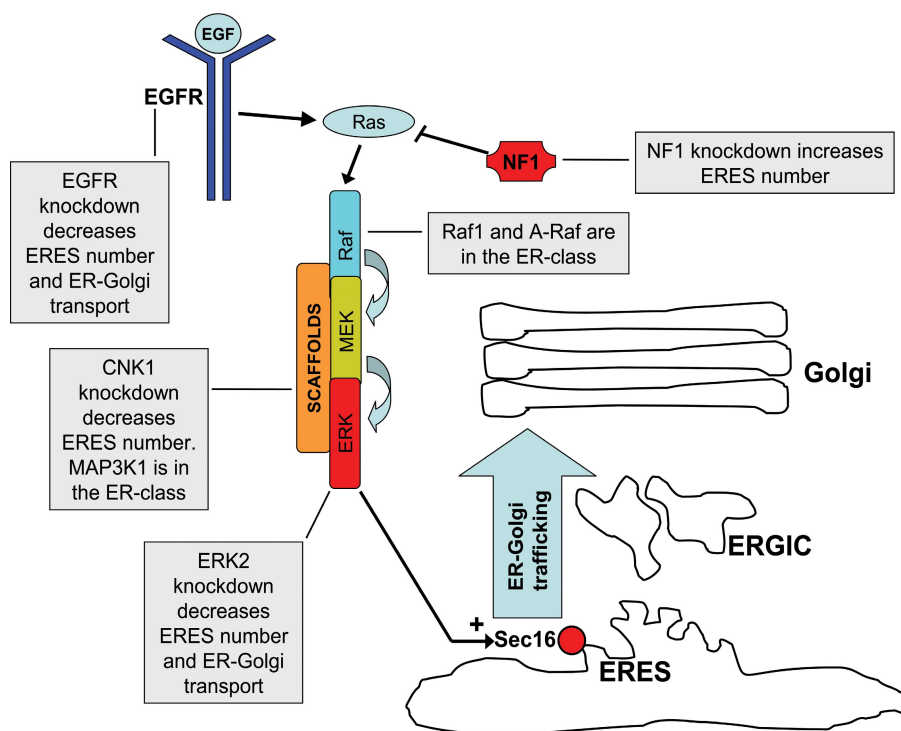 EGF
EGFR
Ras
NF1
NF1 knockdown increases
ERES number
EGFR
knockdown
decreases
ERES number
and ER-Golgi
transport
Raf
Raf1 and A-Raf are
in the ER-class
SCAFFOLDS
MEK
ERK
CNK1
knockdown
decreases
ERES number.
MAP3K1 is in
the ER-class
Golgi
ER-Golgi
trafficking
ERGIC
ERK2
knockdown
decreases
ERES number
and ER-Golgi
transport
+
Sec16
ERES